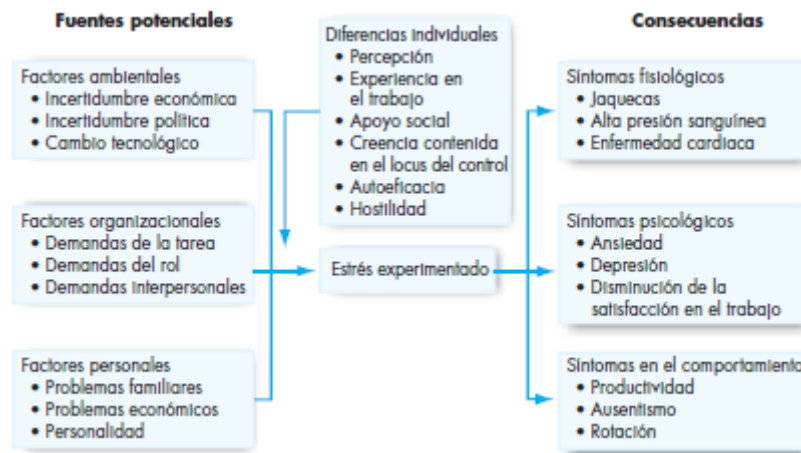 Fuentes potenciales
Factores ambientales
• Incertidumbre económica
• Incertidumbre política
• Cambio tecnológico
Factores organizacionales
• Demandas de la tarea
• Demandas del rol
• Demandas interpersonales
Factores personales
• Problemas familiares
• Problemas económicos
• Personalidad
Diferencias individuales
• Percepción
• Experiencia en
el trabajo
• Apoyo social
• Creencia contenida
en el locus del control
• Autoeficacia
• Hostilidad
Estrés experimentado
Consecuencias
Síntomas fisiológicos
• Jaquecas
• Alta presión sanguínea
• Enfermedad cardiaca
Síntomas psicológicos
• Ansiedad
• Depresión
• Disminución de la
satisfacción en el trabajo
Síntomas en el comportamiento
• Productividad
• Ausentismo
• Rotación